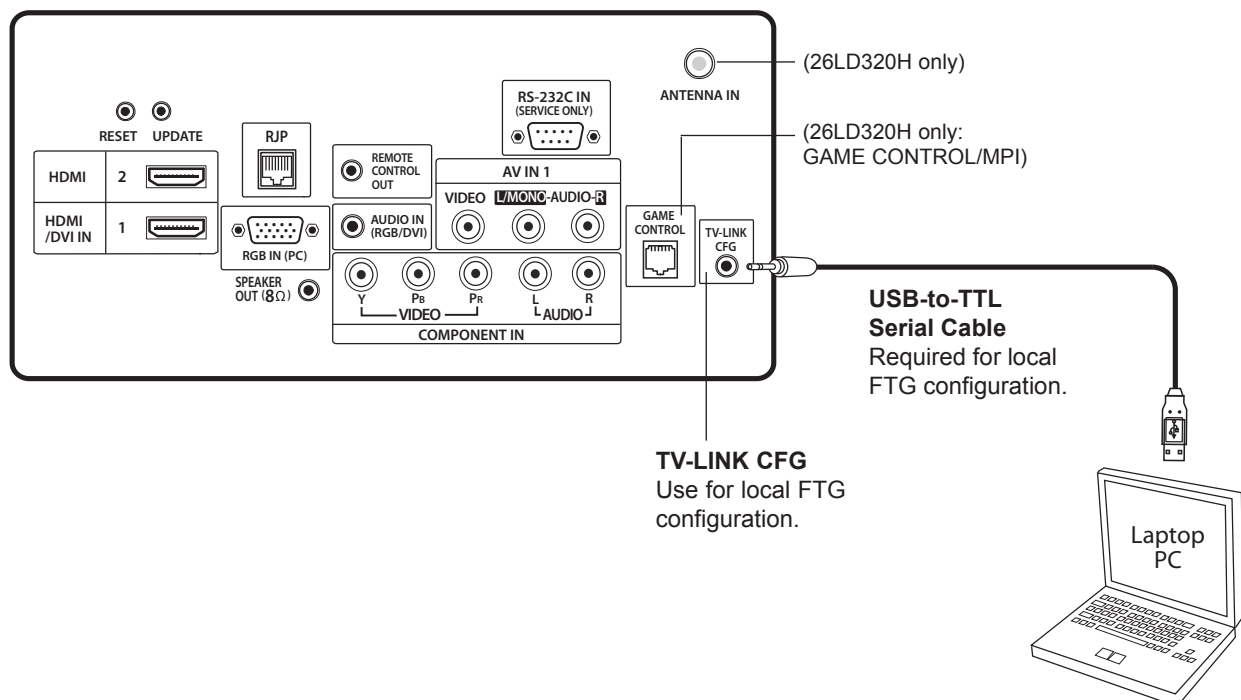 (26LD320H only)
ANTENNA IN
RS-232C IN
(SERVICE ONLY)
RESET UPDATE
RJP
(26LD320H only:
GAME CONTROL/MPI)
HDMI 2
HDMI
/DVI IN 1
REMOTE
CONTROL
OUT
AV IN 1
VIDEO L/MONO-AUDIO-R
AUDIO IN
(RGB/DVI)
GAME
CONTROL
TV-LINK
CFG
RGB IN (PC)
SPEAKER
OUT (8Ω)
Y PB PR L R
VIDEO AUDIO
COMPONENT IN
USB-to-TTL
Serial Cable
Required for local
FTG configuration.
TV-LINK CFG
Use for local FTG
configuration.
Laptop
PC